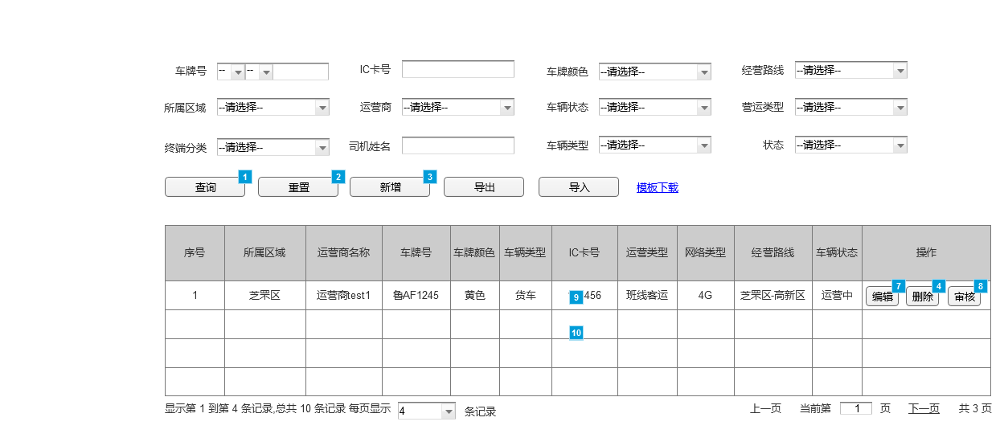 车牌号 -- -- IC卡号 车牌颜色 --请选择-- 经营路线 --请选择--
所属区域 --请选择-- 运营商 --请选择-- 车辆状态 --请选择-- 营运类型 --请选择--
终端分类 --请选择-- 司机姓名 车辆类型 --请选择-- 状态 --请选择--
查询 1 重置 2 新增 3 导出 导入 模板下载
序号 所属区域 运营商名称 车牌号 车牌颜色 车辆类型 IC卡号 运营类型 网络类型 经营路线 车辆状态 操作
1 芝罘区 运营商test1 鲁AF1245 黄色 货车 9 456 班线客运 4G 芝罘区-高新区 运营中 编辑 7 删除 4 审核 8
10
显示第 1 到第 4 条记录,总共 10 条记录 每页显示 4 条记录 上一页 当前第 1 页 下一页 共 3 页